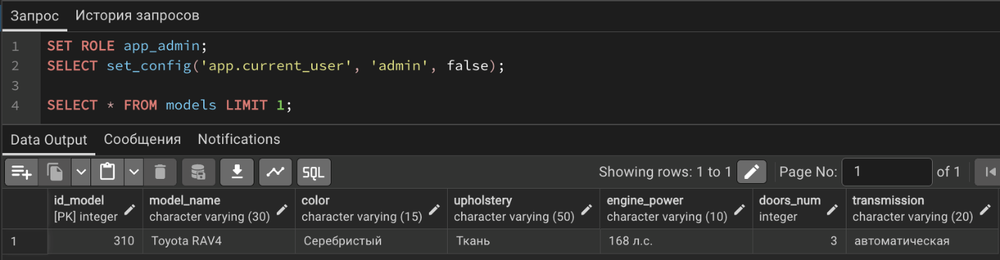 Запрос История запросов
1 SET ROLE app_admin;
2 SELECT set_config('app.current_user', 'admin', false);
3
4 SELECT * FROM models LIMIT 1;
Data Output Сообщения Notifications
SQL Showing rows: 1 to 1 Page No: 1 of 1
id_model model_name color upholstery engine_power doors_num transmission
[PK] integer character varying (30) character varying (15) character varying (50) character varying (10) integer character varying (20)
1 310 Toyota RAV4 Серебристый Ткань 168 л.с. 3 автоматическая